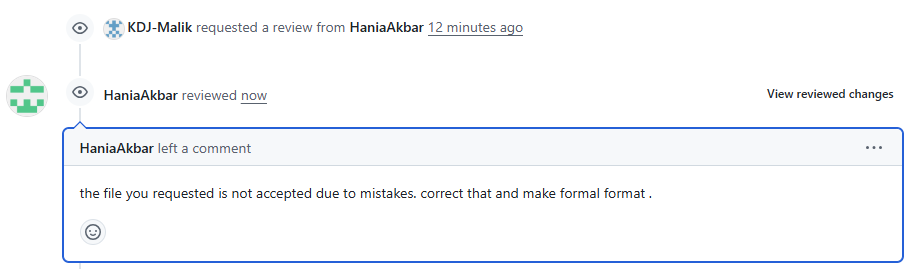 KDJ-Malik requested a review from HaniaAkbar 12 minutes ago
HaniaAkbar reviewed now
View reviewed changes
HaniaAkbar left a comment
the file you requested is not accepted due to mistakes. correct that and make formal format .